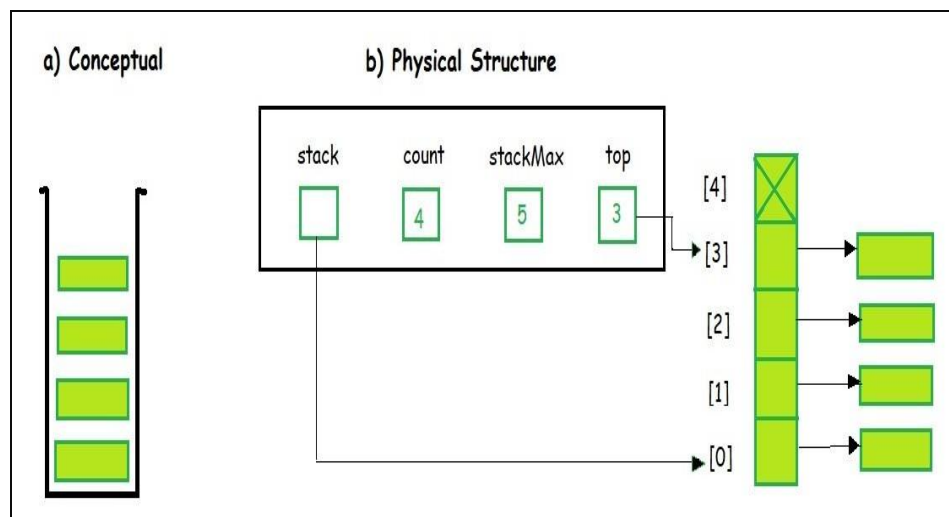 a) Conceptual
b) Physical Structure
stack count stackMax top
4 5 3
[4]
[3]
[2]
[1]
[0]